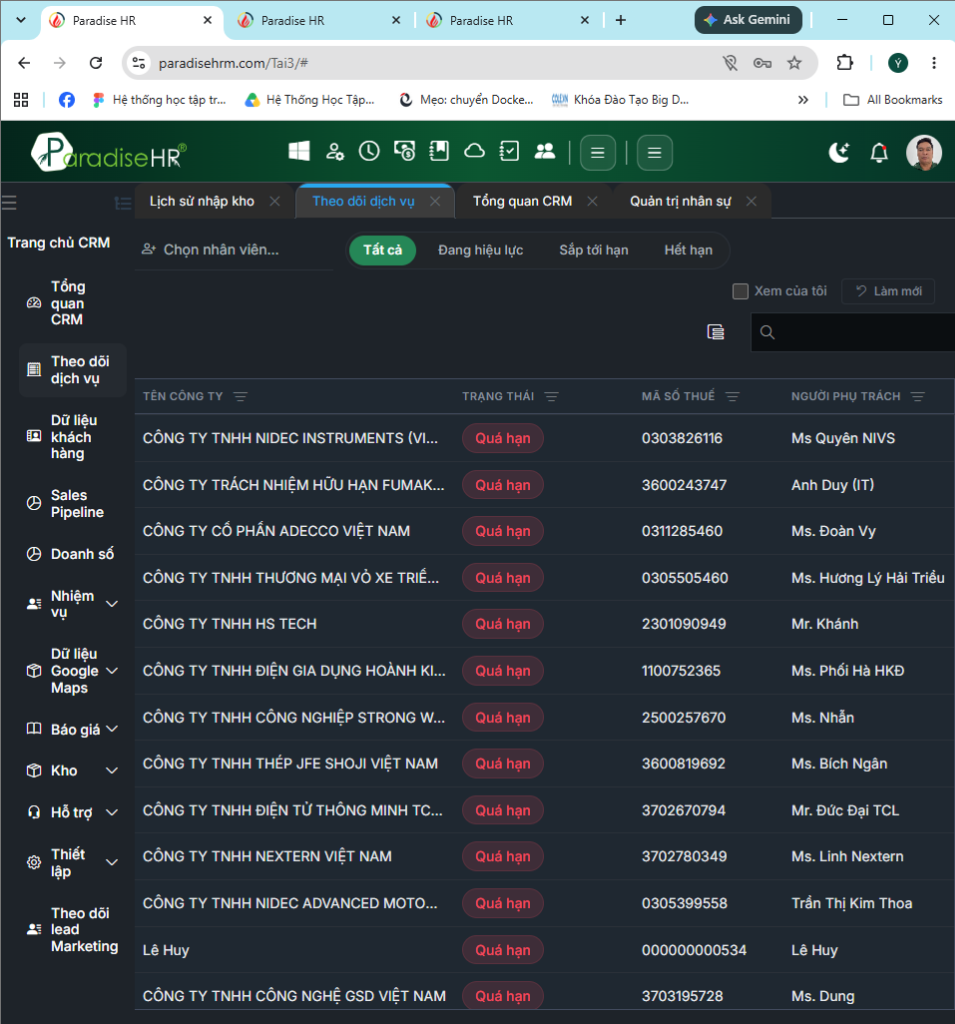 Paradise HR
Paradise HR
Paradise HR
Ask Gemini
paradisehrm.com/Tai3/#
Ý
Hệ thống học tập tr...
Hệ Thống Học Tập...
Mẹo: chuyển Docke...
Khóa Đào Tạo Big D...
All Bookmarks
ParadiseHR®
Lịch sử nhập kho
Theo dõi dịch vụ
Tổng quan CRM
Quản trị nhân sự
Trang chủ CRM
Tổng
quan
CRM
Theo dõi
dịch vụ
Dữ liệu
khách
hàng
Sales
Pipeline
Doanh số
Nhiệm
vụ
Dữ liệu
Google
Maps
Báo giá
Kho
Hỗ trợ
Thiết
lập
Theo dõi
lead
Marketing
Chọn nhân viên...
Tất cả
Đang hiệu lực
Sắp tới hạn
Hết hạn
Xem của tôi
Làm mới
TÊN CÔNG TY TRẠNG THÁI MÃ SỐ THUẾ NGƯỜI PHỤ TRÁCH
CÔNG TY TNHH NIDEC INSTRUMENTS (VI... Quá hạn 0303826116 Ms Quyên NIVS
CÔNG TY TRÁCH NHIỆM HỮU HẠN FUMAK... Quá hạn 3600243747 Anh Duy (IT)
CÔNG TY CỔ PHẦN ADECCO VIỆT NAM Quá hạn 0311285460 Ms. Đoàn Vy
CÔNG TY TNHH THƯƠNG MẠI VỎ XE TRIỀ... Quá hạn 0305505460 Ms. Hương Lý Hải Triều
CÔNG TY TNHH HS TECH Quá hạn 2301090949 Mr. Khánh
CÔNG TY TNHH ĐIỆN GIA DỤNG HOÀNH KI... Quá hạn 1100752365 Ms. Phối Hà HKĐ
CÔNG TY TNHH CÔNG NGHIỆP STRONG W... Quá hạn 2500257670 Ms. Nhẫn
CÔNG TY TNHH THÉP JFE SHOJI VIỆT NAM Quá hạn 3600819692 Ms. Bích Ngân
CÔNG TY TNHH ĐIỆN TỬ THÔNG MINH TC... Quá hạn 3702670794 Mr. Đức Đại TCL
CÔNG TY TNHH NEXTERN VIỆT NAM Quá hạn 3702780349 Ms. Linh Nextern
CÔNG TY TNHH NIDEC ADVANCED MOTO... Quá hạn 0305399558 Trần Thị Kim Thoa
Lê Huy Quá hạn 000000000534 Lê Huy
CÔNG TY TNHH CÔNG NGHỆ GSD VIỆT NAM Quá hạn 3703195728 Ms. Dung